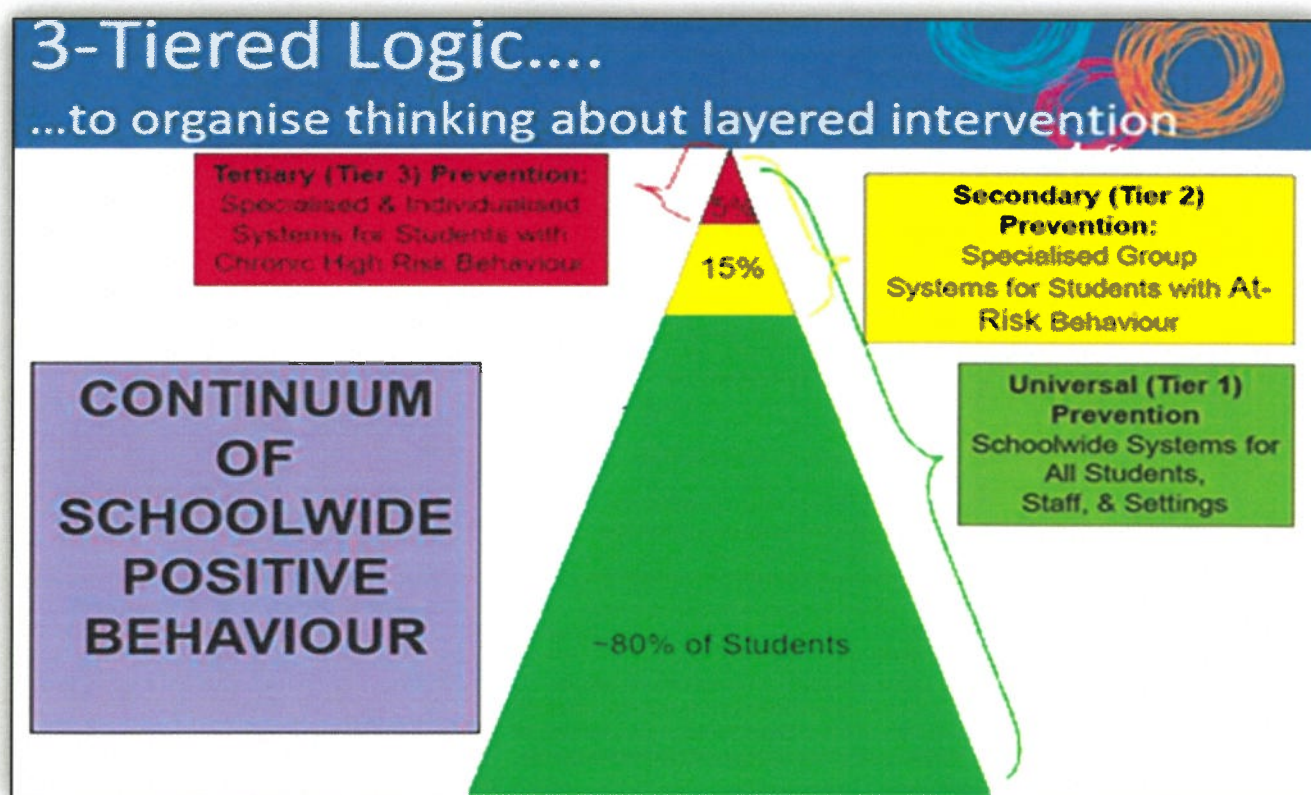 3-Tiered Logic....
...to organise thinking about layered intervention
Tertiary (Tier 3) Prevention:
Specialised & Individualised
Systems for Students with
Chronic High Risk Behaviour
5%
15%
Secondary (Tier 2)
Prevention:
Specialised Group
Systems for Students with At-
Risk Behaviour
Universal (Tier 1)
Prevention
Schoolwide Systems for
All Students,
Staff, & Settings
CONTINUUM
OF
SCHOOLWIDE
POSITIVE
BEHAVIOUR
~80% of Students